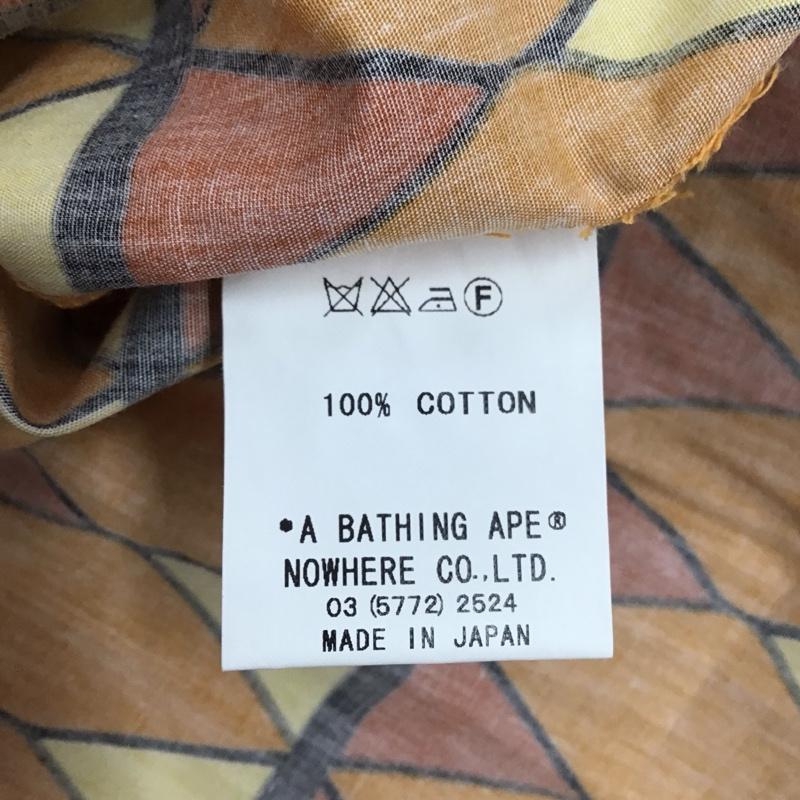 F
100% COTTON
*A BATHING APE®
NOWHERE CO.,LTD.
03 (5772) 2524
MADE IN JAPAN